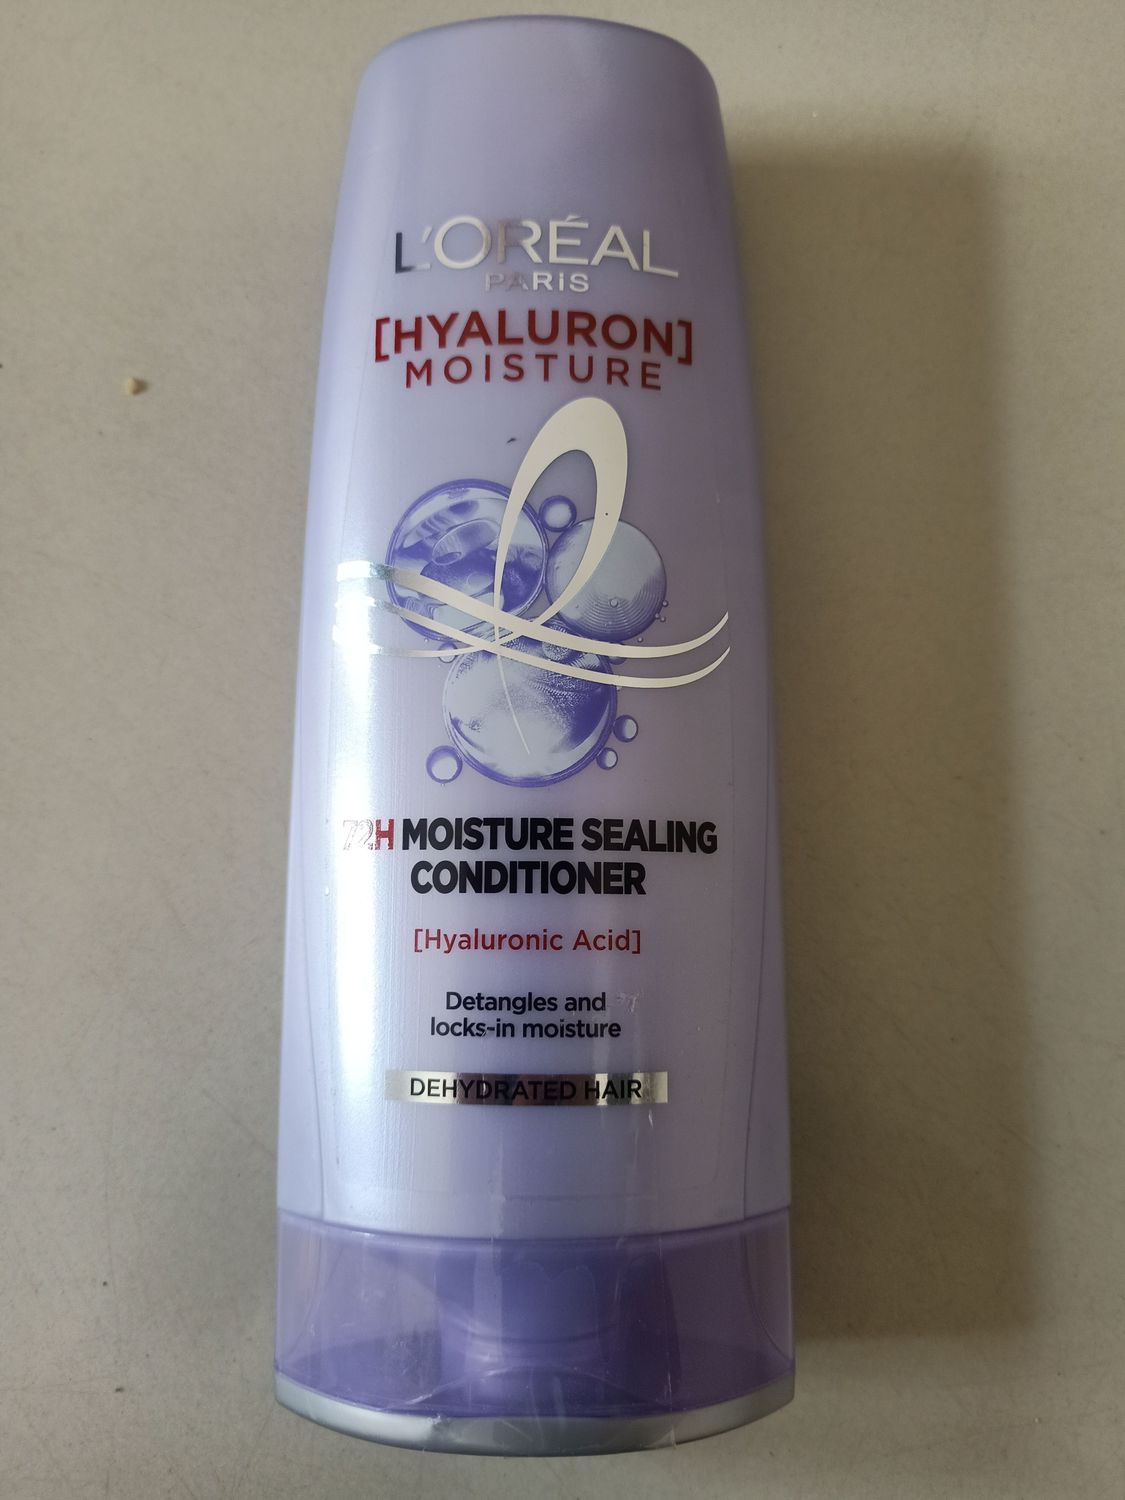 L'ORÉAL
PARIS
[HYALURON]
MOISTURE
72H MOISTURE SEALING
CONDITIONER
[Hyaluronic Acid]
Detangles and
locks-in moisture
DEHYDRATED HAIR